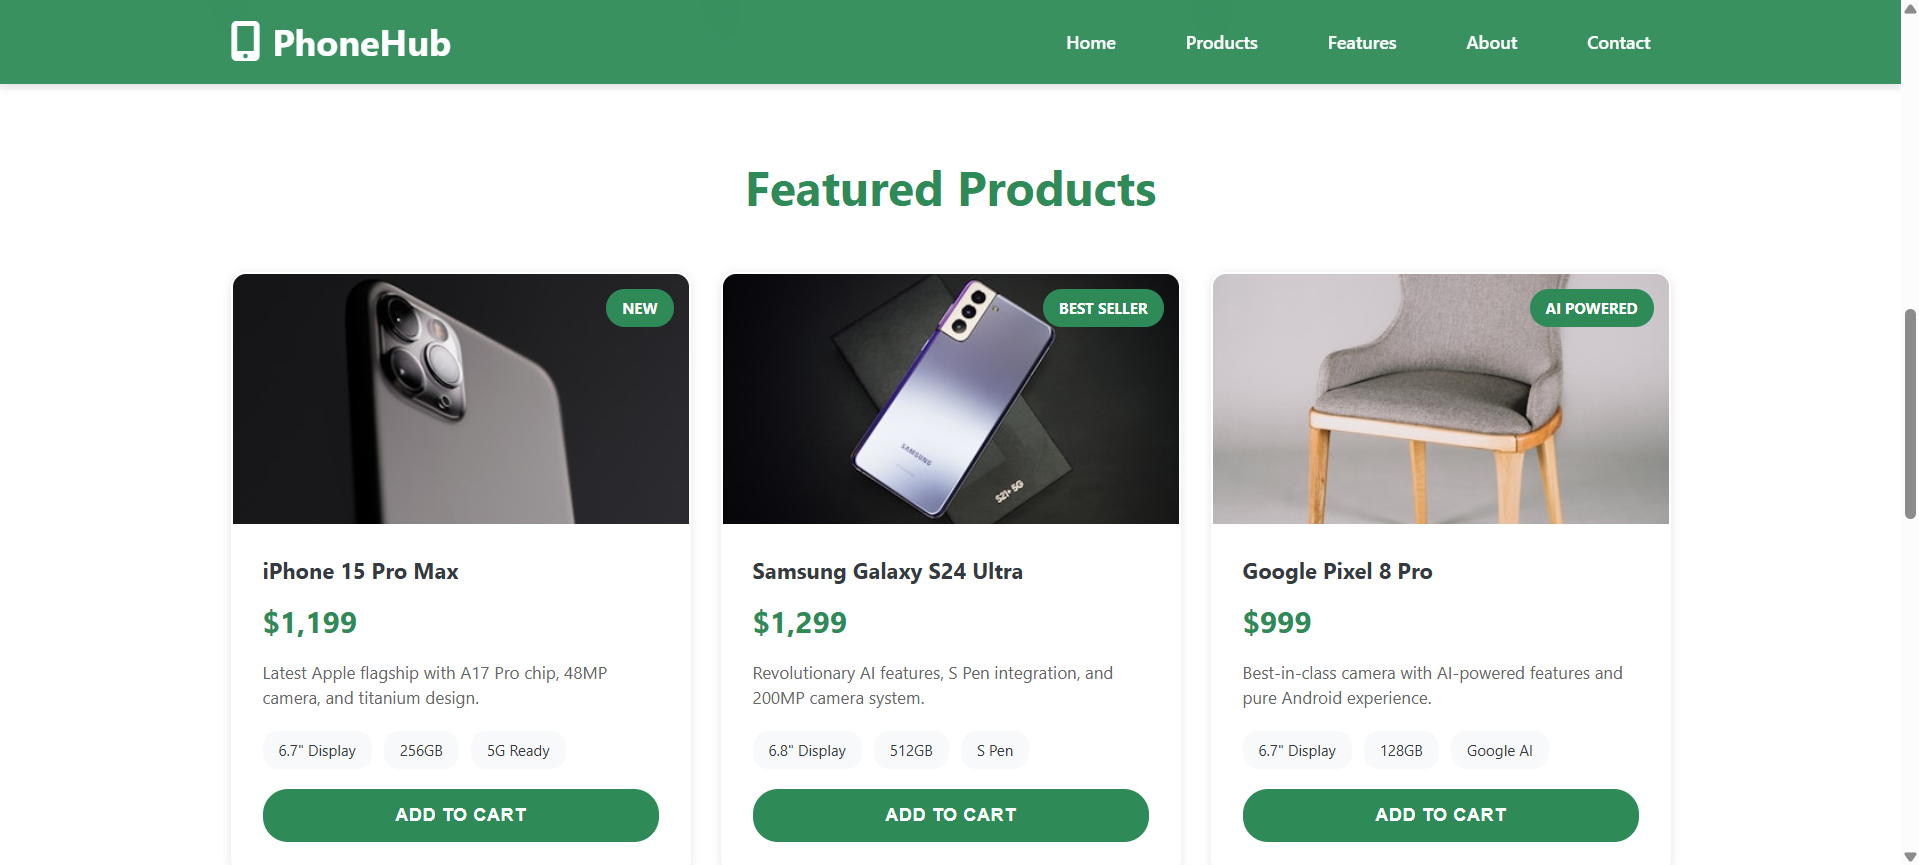 PhoneHub
Home
Products
Features
About
Contact
Featured Products
NEW
iPhone 15 Pro Max
$1,199
Latest Apple flagship with A17 Pro chip, 48MP
camera, and titanium design.
6.7" Display
256GB
5G Ready
ADD TO CART
BEST SELLER
SAMSUNG
S21+ 5G
Samsung Galaxy S24 Ultra
$1,299
Revolutionary AI features, S Pen integration, and
200MP camera system.
6.8" Display
512GB
S Pen
ADD TO CART
AI POWERED
Google Pixel 8 Pro
$999
Best-in-class camera with AI-powered features and
pure Android experience.
6.7" Display
128GB
Google AI
ADD TO CART